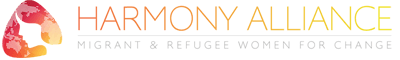 HARMONY ALLIANCE
MIGRANT & REFUGEE WOMEN FOR CHANGE